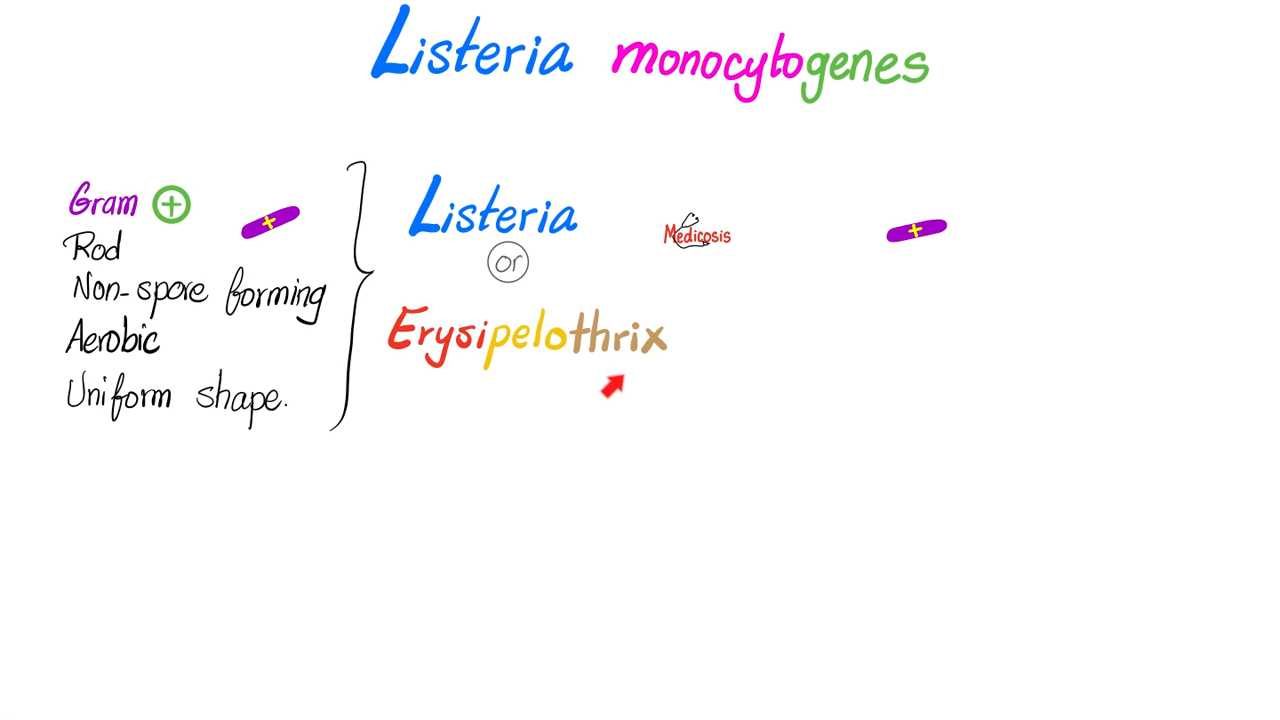 Listeria monocytogenes
Gram +
Rod
Non-spore forming
Aerobic
Uniform shape.
Listeria
or
Erysipelothrix
Medicosis
+
+